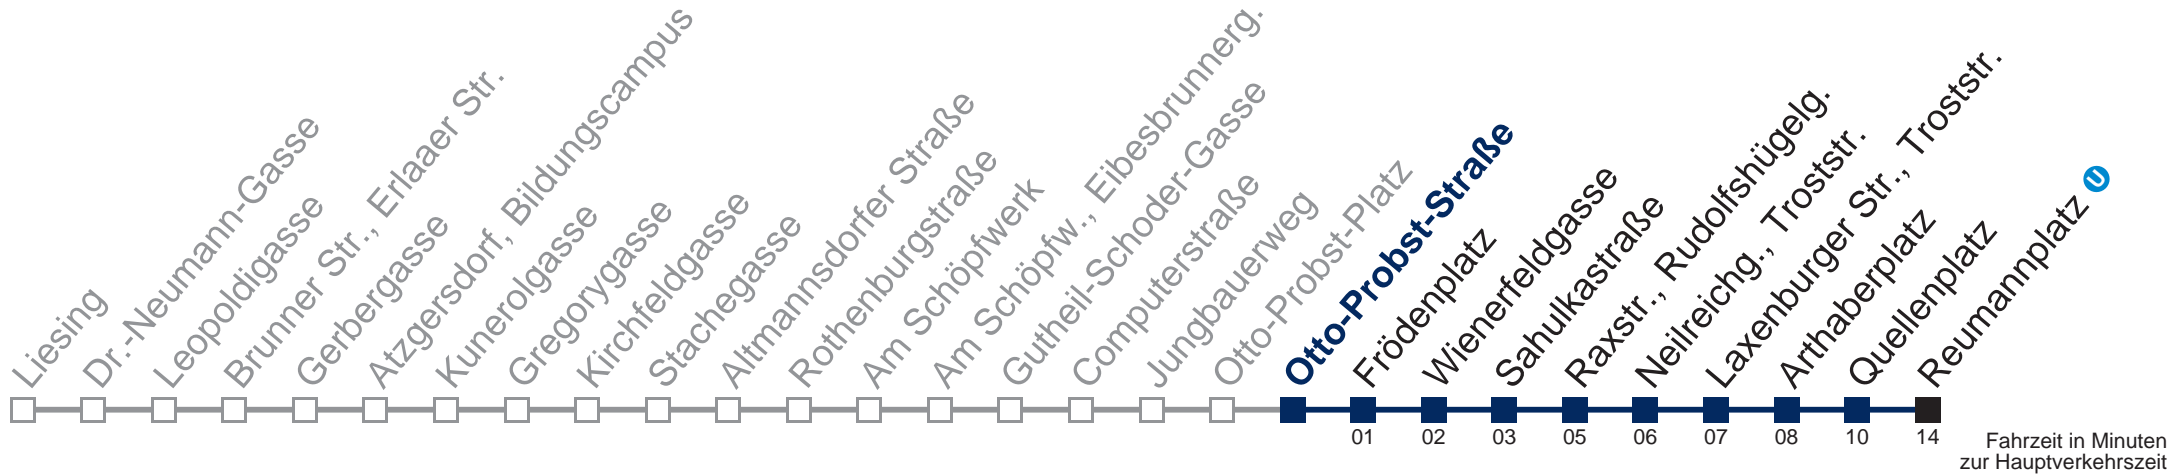 Liesing
Dr.-Neumann-Gasse
Leopoldigasse
Brunner Str., Erlaaer Str.
Gerbergasse
Atzgersdorf, Bildungscampus
Kunerolgasse
Gregorygasse
Kirchfeldgasse
Stachegasse
Altmannsdorfer Straße
Rothenburgstraße
Am Schöpfwerk
Am Schöpfw., Eibesbrunnerg.
Gutheil-Schoder-Gasse
Computerstraße
Jungbauerweg
Otto-Probst-Platz
Otto-Probst-Straße
Frödenplatz
Wienerfeldgasse
Sahulkastraße
Raxstr., Rudolfshügelg.
Neilreichg., Troststr.
Laxenburger Str., Troststr.
Arthaberplatz
Quellenplatz
Reumannplatz U
01 02 03 05 06 07 08 10 14
Fahrzeit in Minuten
zur Hauptverkehrszeit